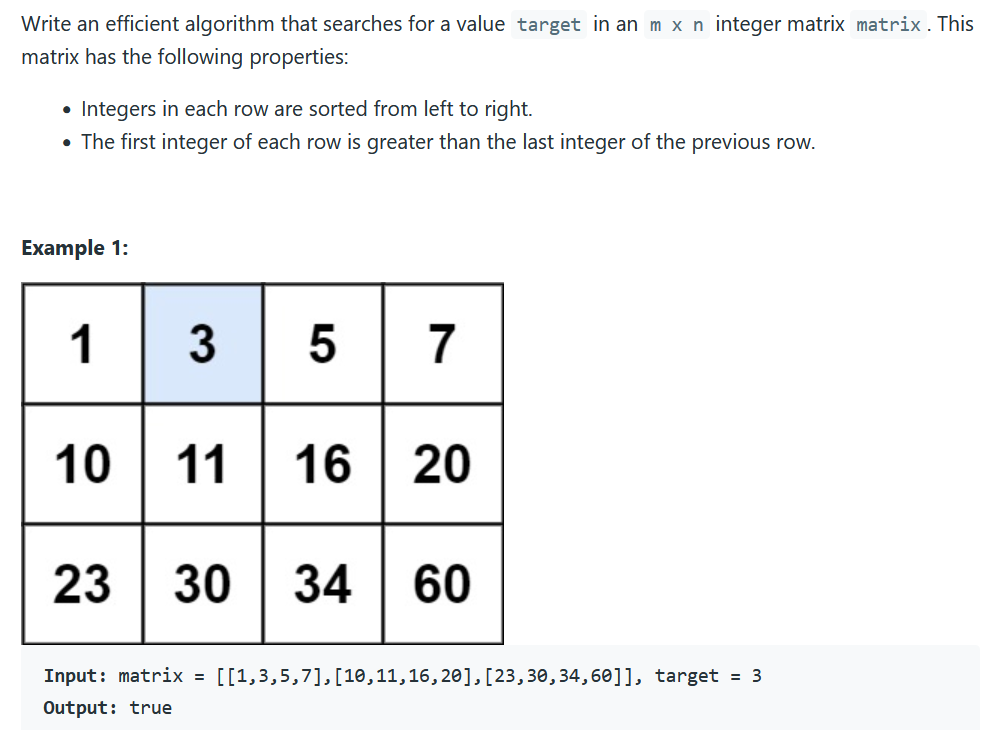 Write an efficient algorithm that searches for a value target in an m x n integer matrix matrix . This
matrix has the following properties:
• Integers in each row are sorted from left to right.
• The first integer of each row is greater than the last integer of the previous row.
Example 1:
1 3 5 7
10 11 16 20
23 30 34 60
Input: matrix = [[1,3,5,7],[10,11,16,20],[23,30,34,60]], target = 3
Output: true